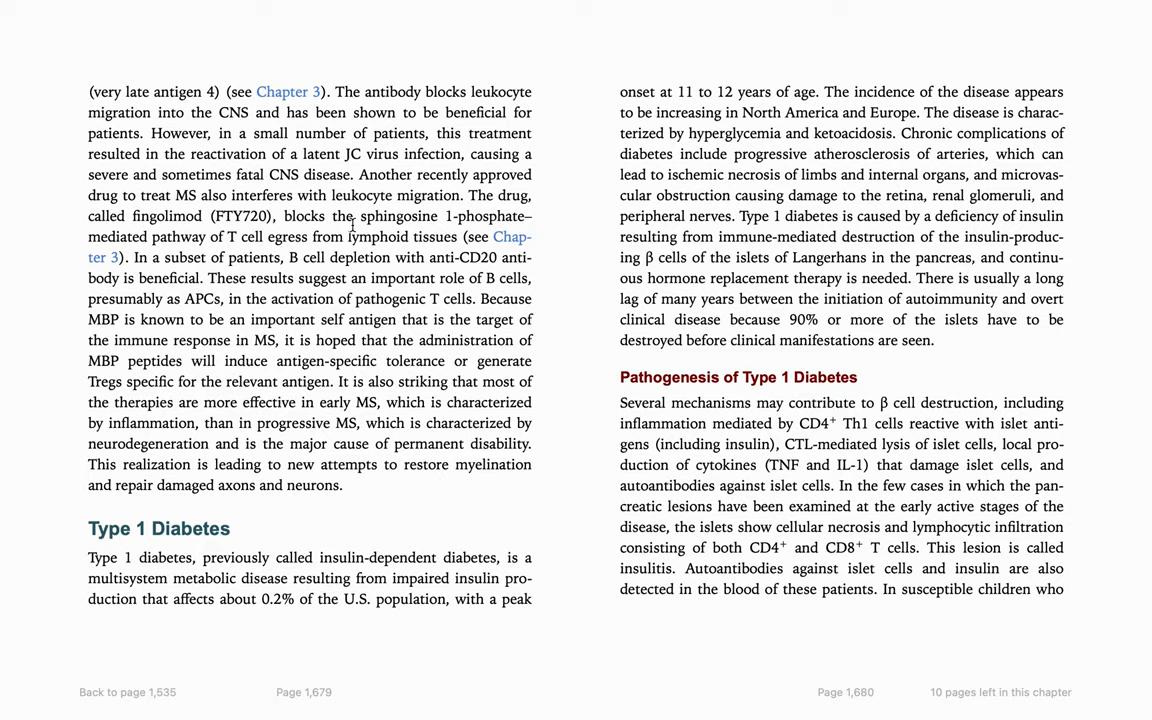 (very late antigen 4) (see Chapter 3). The antibody blocks leukocyte
migration into the CNS and has been shown to be beneficial for
patients. However, in a small number of patients, this treatment
resulted in the reactivation of a latent JC virus infection, causing a
severe and sometimes fatal CNS disease. Another recently approved
drug to treat MS also interferes with leukocyte migration. The drug,
called fingolimod (FTY720), blocks the sphingosine 1-phosphate–
mediated pathway of T cell egress from lymphoid tissues (see Chap-
ter 3). In a subset of patients, B cell depletion with anti-CD20 anti-
body is beneficial. These results suggest an important role of B cells,
presumably as APCs, in the activation of pathogenic T cells. Because
MBP is known to be an important self antigen that is the target of
the immune response in MS, it is hoped that the administration of
MBP peptides will induce antigen-specific tolerance or generate
Tregs specific for the relevant antigen. It is also striking that most of
the therapies are more effective in early MS, which is characterized
by inflammation, than in progressive MS, which is characterized by
neurodegeneration and is the major cause of permanent disability.
This realization is leading to new attempts to restore myelination
and repair damaged axons and neurons.
Type 1 Diabetes
Type 1 diabetes, previously called insulin-dependent diabetes, is a
multisystem metabolic disease resulting from impaired insulin pro-
duction that affects about 0.2% of the U.S. population, with a peak
onset at 11 to 12 years of age. The incidence of the disease appears
to be increasing in North America and Europe. The disease is charac-
terized by hyperglycemia and ketoacidosis. Chronic complications of
diabetes include progressive atherosclerosis of arteries, which can
lead to ischemic necrosis of limbs and internal organs, and microvas-
cular obstruction causing damage to the retina, renal glomeruli, and
peripheral nerves. Type 1 diabetes is caused by a deficiency of insulin
resulting from immune-mediated destruction of the insulin-produc-
ing β cells of the islets of Langerhans in the pancreas, and continu-
ous hormone replacement therapy is needed. There is usually a long
lag of many years between the initiation of autoimmunity and overt
clinical disease because 90% or more of the islets have to be
destroyed before clinical manifestations are seen.
Pathogenesis of Type 1 Diabetes
Several mechanisms may contribute to β cell destruction, including
inflammation mediated by CD4⁺ Th1 cells reactive with islet anti-
gens (including insulin), CTL-mediated lysis of islet cells, local pro-
duction of cytokines (TNF and IL-1) that damage islet cells, and
autoantibodies against islet cells. In the few cases in which the pan-
creatic lesions have been examined at the early active stages of the
disease, the islets show cellular necrosis and lymphocytic infiltration
consisting of both CD4⁺ and CD8⁺ T cells. This lesion is called
insulitis. Autoantibodies against islet cells and insulin are also
detected in the blood of these patients. In susceptible children who
Back to page 1,535
Page 1,679
Page 1,680
10 pages left in this chapter